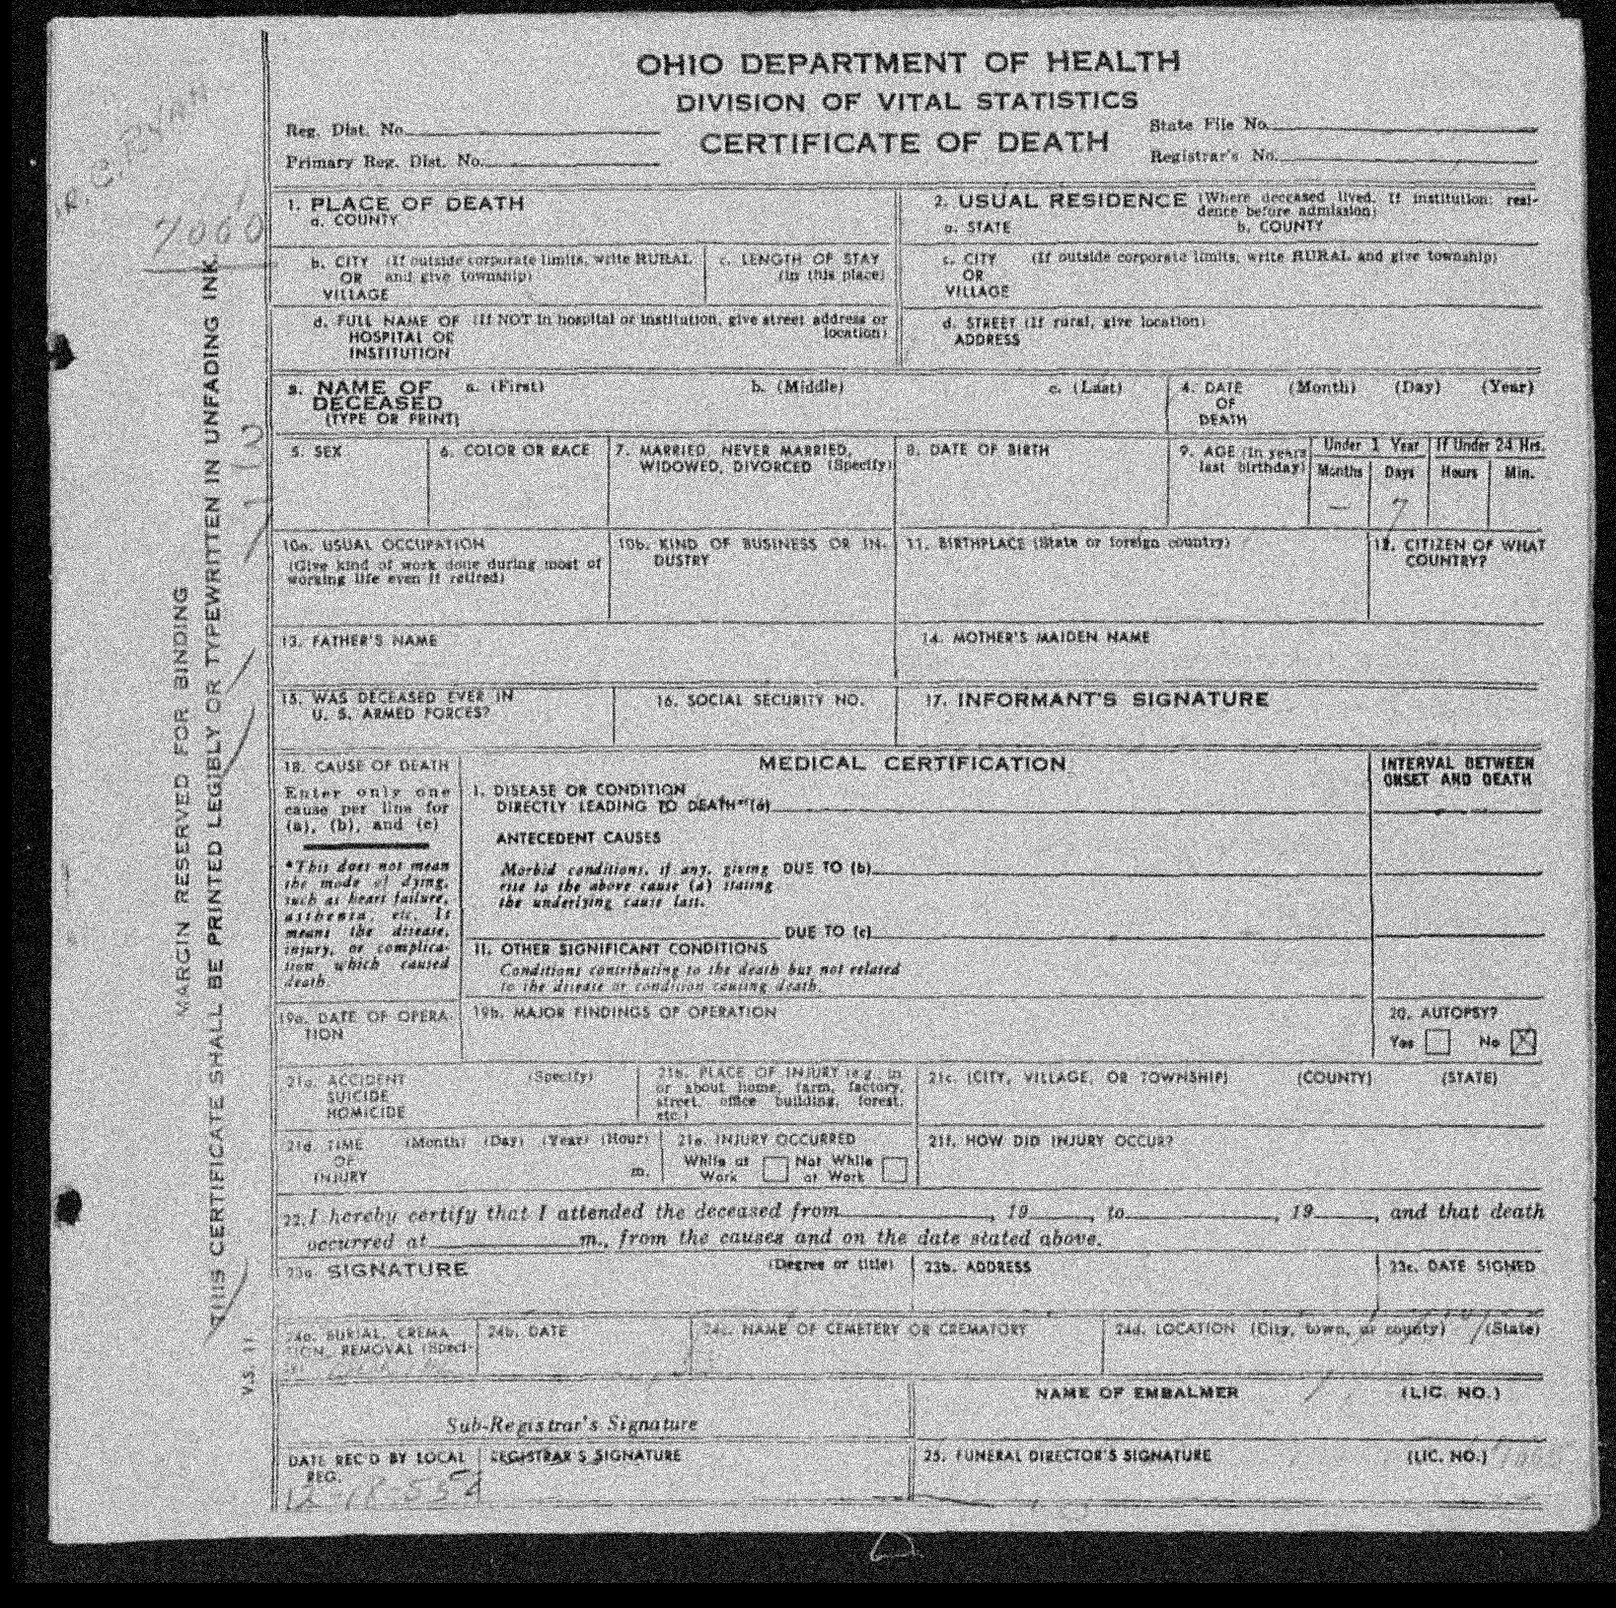 OHIO DEPARTMENT OF HEALTH
DIVISION OF VITAL STATISTICS
CERTIFICATE OF DEATH
Reg. Dist. No.
Primary Reg. Dist. No.
State File No.
Registrar's No.
7060
MARGIN RESERVED FOR BINDING
THIS CERTIFICATE SHALL BE PRINTED LEGIBLY OR TYPEWRITTEN IN UNFADING INK.
V.S. 11
1. PLACE OF DEATH
a. COUNTY
2. USUAL RESIDENCE (Where deceased lived. If institution: resi-
dence before admission)
a. STATE b. COUNTY
b. CITY (If outside corporate limits, write RURAL
OR and give township)
VILLAGE
c. LENGTH OF STAY
(in this place)
c. CITY (If outside corporate limits, write RURAL and give township)
OR
VILLAGE
d. FULL NAME OF (If NOT in hospital or institution, give street address or
HOSPITAL OR location)
INSTITUTION
d. STREET (If rural, give location)
ADDRESS
3. NAME OF a. (First) b. (Middle) c. (Last)
DECEASED
(TYPE OR PRINT)
4. DATE (Month) (Day) (Year)
OF
DEATH
5. SEX
6. COLOR OR RACE
7. MARRIED, NEVER MARRIED,
WIDOWED, DIVORCED (Specify)
8. DATE OF BIRTH
9. AGE (In years
last birthday)
Under 1 Year
Months Days
— 7
If Under 24 Hrs.
Hours Min.
10a. USUAL OCCUPATION
(Give kind of work done during most of
working life even if retired)
10b. KIND OF BUSINESS OR IN-
DUSTRY
11. BIRTHPLACE (State or foreign country)
12. CITIZEN OF WHAT
COUNTRY?
13. FATHER'S NAME
14. MOTHER'S MAIDEN NAME
15. WAS DECEASED EVER IN
U. S. ARMED FORCES?
16. SOCIAL SECURITY NO.
17. INFORMANT'S SIGNATURE
18. CAUSE OF DEATH
Enter only one
cause per line for
(a), (b), and (c)
*This does not mean
the mode of dying,
such as heart failure,
asthenia, etc. It
means the disease,
injury, or complica-
tion which caused
death.
MEDICAL CERTIFICATION
I. DISEASE OR CONDITION
DIRECTLY LEADING TO DEATH*(a)
ANTECEDENT CAUSES
Morbid conditions, if any, giving DUE TO (b)
rise to the above cause (a) stating
the underlying cause last.
DUE TO (c)
II. OTHER SIGNIFICANT CONDITIONS
Conditions contributing to the death but not related
to the disease or condition causing death.
INTERVAL BETWEEN
ONSET AND DEATH
19a. DATE OF OPERA-
TION
19b. MAJOR FINDINGS OF OPERATION
20. AUTOPSY?
Yes No X
21a. ACCIDENT (Specify)
SUICIDE
HOMICIDE
21b. PLACE OF INJURY (e.g., in
or about home, farm, factory,
street, office building, forest,
etc.)
21c. (CITY, VILLAGE, OR TOWNSHIP) (COUNTY) (STATE)
21d. TIME (Month) (Day) (Year) (Hour)
OF
INJURY m.
21e. INJURY OCCURRED
While at Not While
Work at Work
21f. HOW DID INJURY OCCUR?
22. I hereby certify that I attended the deceased from , 19 , to , 19 , and that death
occurred at m., from the causes and on the date stated above.
23a. SIGNATURE (Degree or title)
23b. ADDRESS
23c. DATE SIGNED
24a. BURIAL, CREMA
TION, REMOVAL (Speci-
24b. DATE
24c. NAME OF CEMETERY OR CREMATORY
24d. LOCATION (City, town, or county) (State)
Sub-Registrar's Signature
NAME OF EMBALMER (LIC. NO.)
DATE REC'D BY LOCAL
REG.
REGISTRAR'S SIGNATURE
25. FUNERAL DIRECTOR'S SIGNATURE (LIC. NO.)